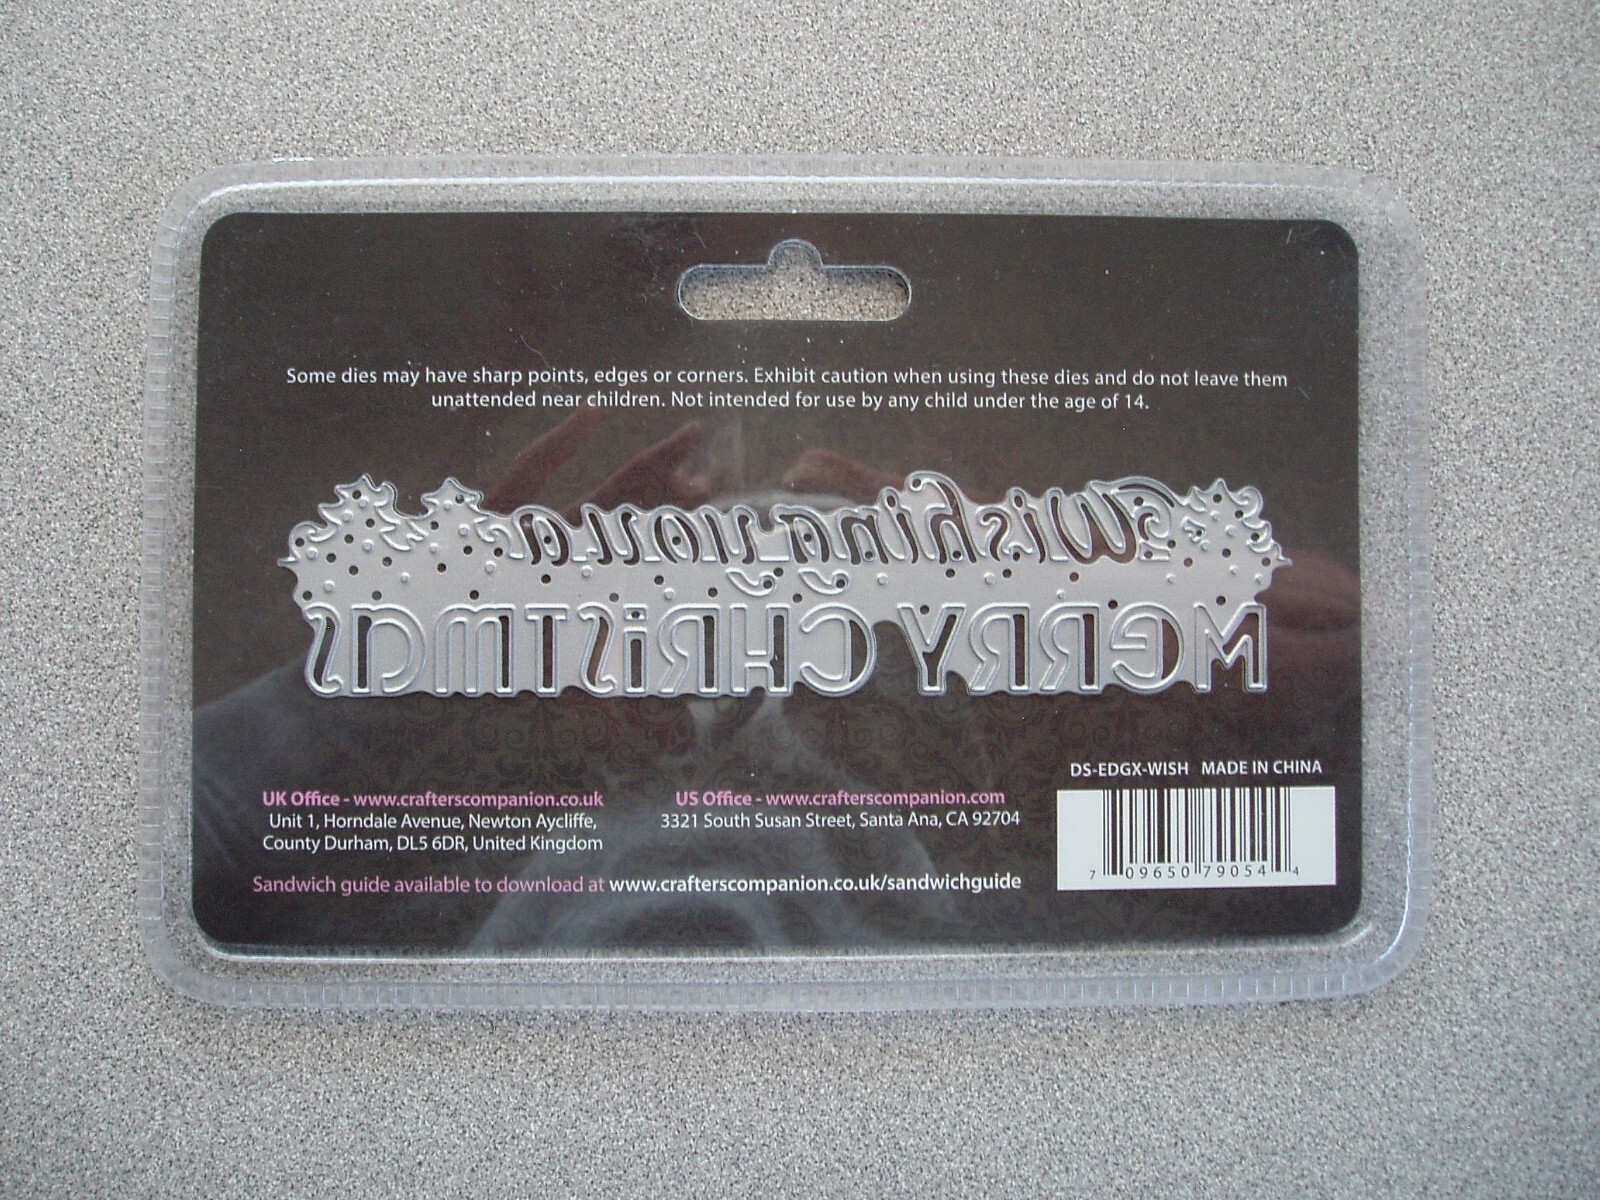 Some dies may have sharp points, edges or corners. Exhibit caution when using these dies and do not leave them
unattended near children. Not intended for use by any child under the age of 14.
Wishing you a
MERRY CHRISTMAS
DS-EDGX-WISH MADE IN CHINA
UK Office - www.crafterscompanion.co.uk
Unit 1, Horndale Avenue, Newton Aycliffe,
County Durham, DL5 6DR, United Kingdom
US Office - www.crafterscompanion.com
3321 South Susan Street, Santa Ana, CA 92704
Sandwich guide available to download at www.crafterscompanion.co.uk/sandwichguide
7 09650 79054 4